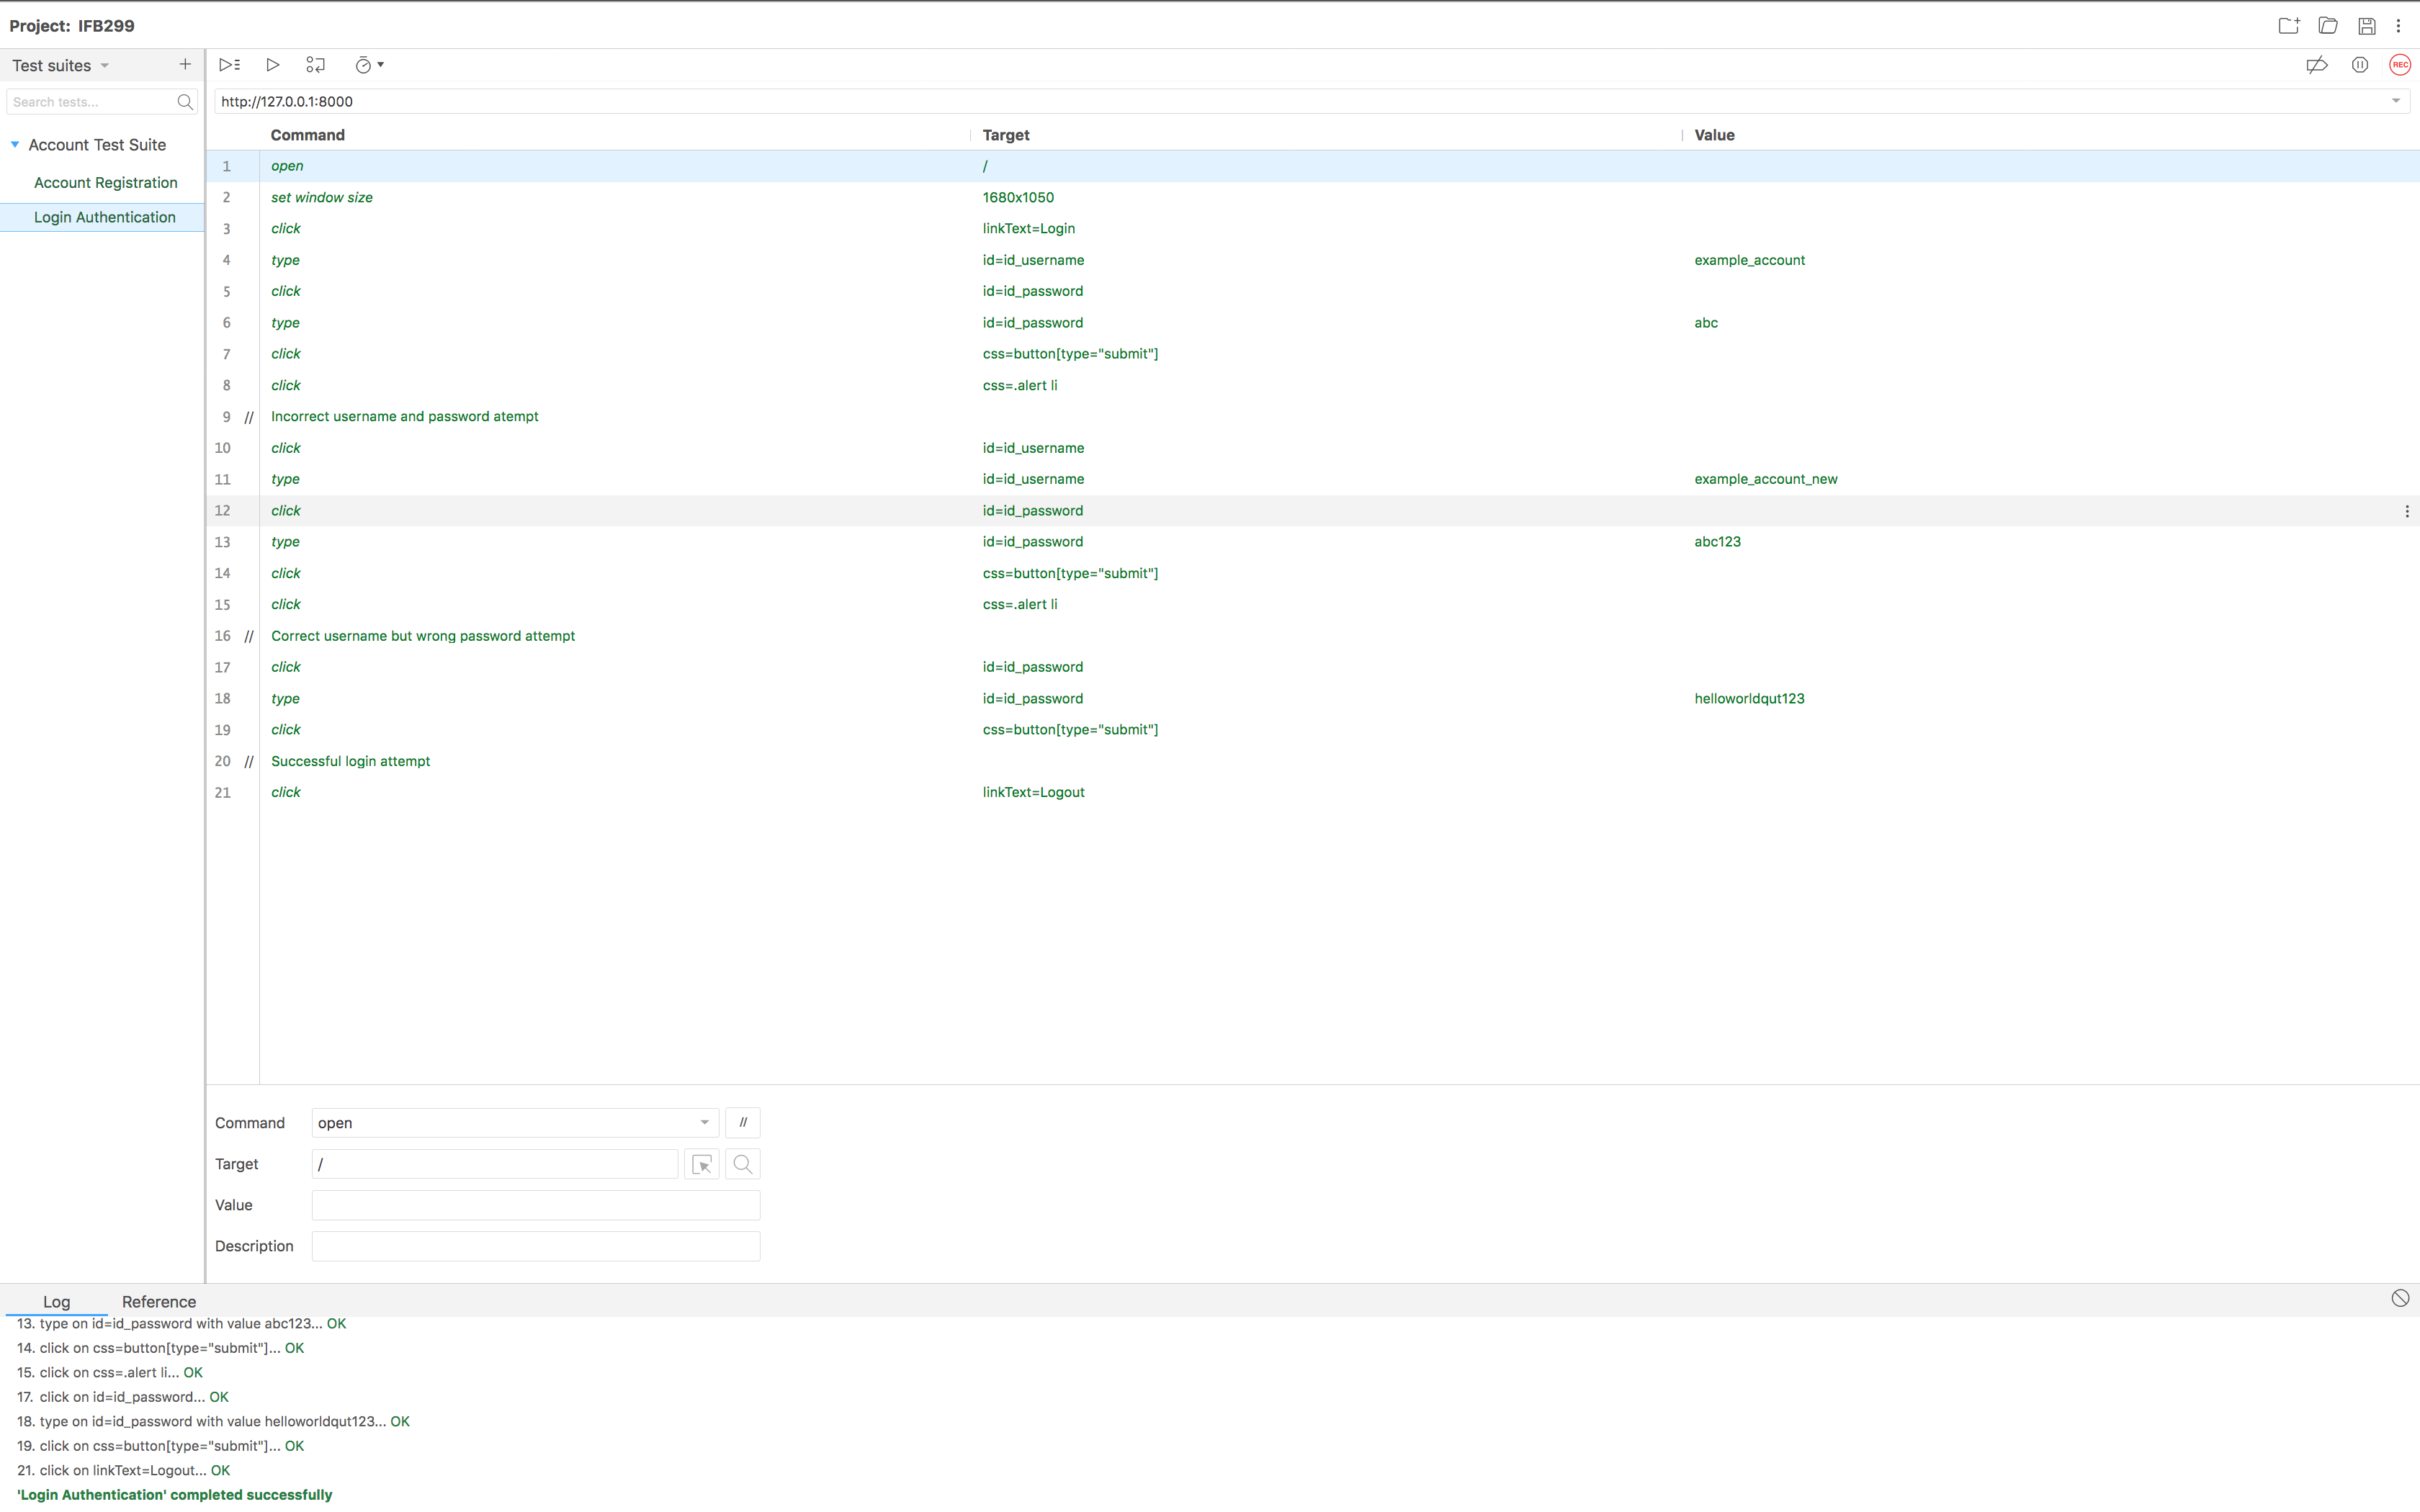 Project: IFB299
Test suites
+
Search tests...
Account Test Suite
Account Registration
Login Authentication
REC
http://127.0.0.1:8000
Command Target Value
1 open /
2 set window size 1680x1050
3 click linkText=Login
4 type id=id_username example_account
5 click id=id_password
6 type id=id_password abc
7 click css=button[type="submit"]
8 click css=.alert li
9 // Incorrect username and password atempt
10 click id=id_username
11 type id=id_username example_account_new
12 click id=id_password
13 type id=id_password abc123
14 click css=button[type="submit"]
15 click css=.alert li
16 // Correct username but wrong password attempt
17 click id=id_password
18 type id=id_password helloworldqut123
19 click css=button[type="submit"]
20 // Successful login attempt
21 click linkText=Logout
Command open //
Target /
Value
Description
Log Reference
13. type on id=id_password with value abc123... OK
14. click on css=button[type="submit"]... OK
15. click on css=.alert li... OK
17. click on id=id_password... OK
18. type on id=id_password with value helloworldqut123... OK
19. click on css=button[type="submit"]... OK
21. click on linkText=Logout... OK
'Login Authentication' completed successfully